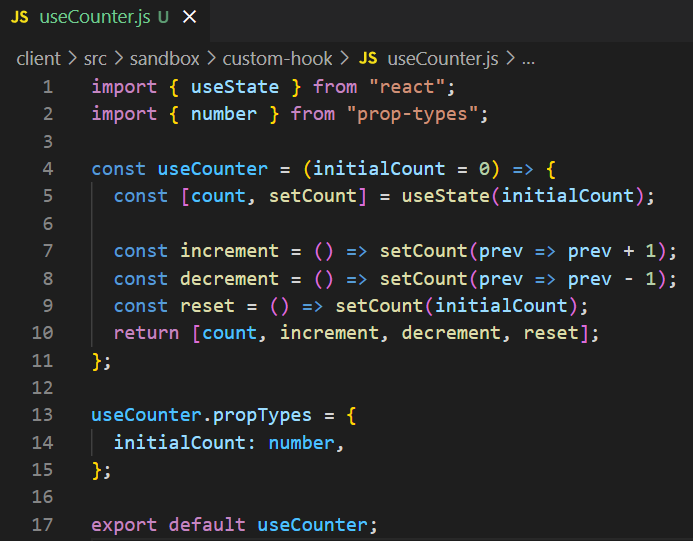 JS useCounter.js U ×
client > src > sandbox > custom-hook > JS useCounter.js > ...
1 import { useState } from "react";
2 import { number } from "prop-types";
3
4 const useCounter = (initialCount = 0) => {
5   const [count, setCount] = useState(initialCount);
6
7   const increment = () => setCount(prev => prev + 1);
8   const decrement = () => setCount(prev => prev - 1);
9   const reset = () => setCount(initialCount);
10   return [count, increment, decrement, reset];
11 };
12
13 useCounter.propTypes = {
14   initialCount: number,
15 };
16
17 export default useCounter;